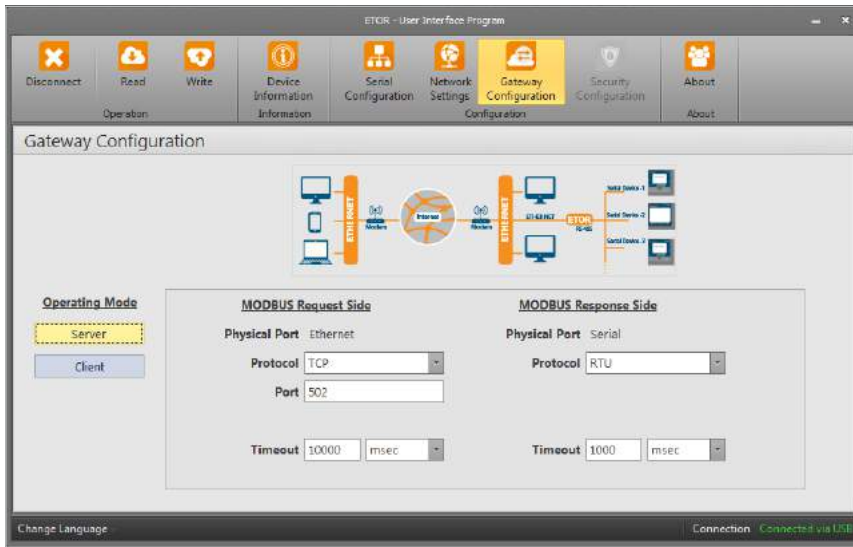 ETOR - User Interface Program
Disconnect
Read
Write
Device
Information
Serial
Configuration
Network
Settings
Gateway
Configuration
Security
Configuration
About
Operation
Information
Configuration
About
Gateway Configuration
ETHERNET
Modem
Internet
Modem
ETHERNET
ETHERNET
ETOR
RS-485
Serial Device -1
Serial Device -2
Serial Device -3
Operating Mode
Server
Client
MODBUS Request Side
Physical Port Ethernet
Protocol TCP
Port 502
Timeout 10000 msec
MODBUS Response Side
Physical Port Serial
Protocol RTU
Timeout 1000 msec
Change Language
Connection Connected via USB